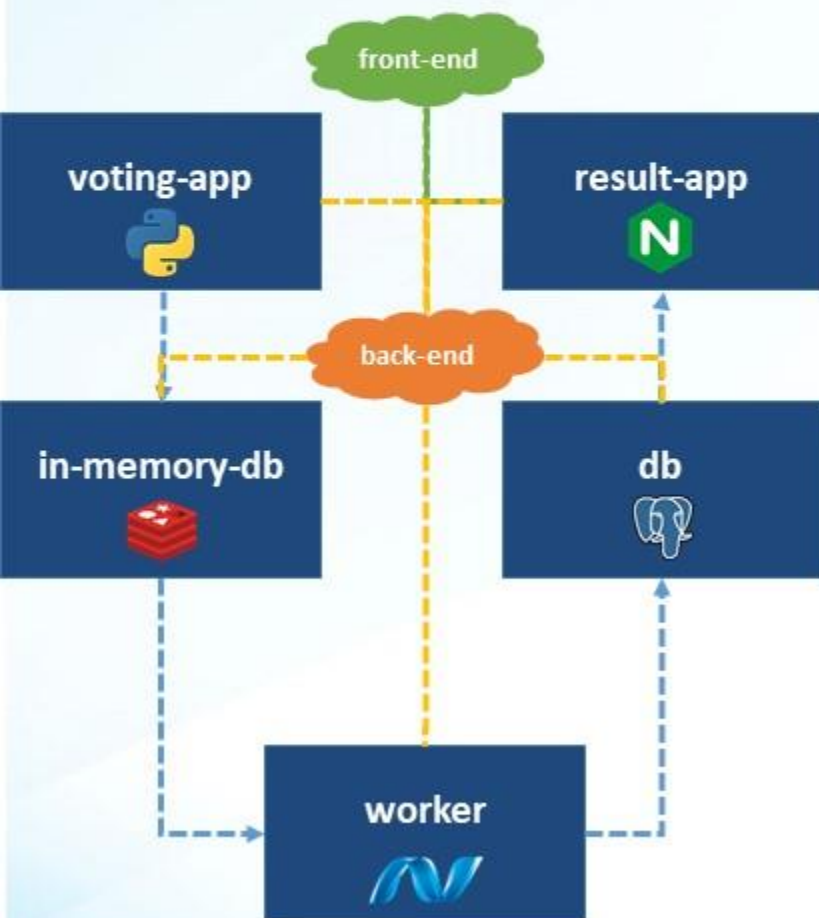 front-end
voting-app
result-app
N
back-end
in-memory-db
db
worker